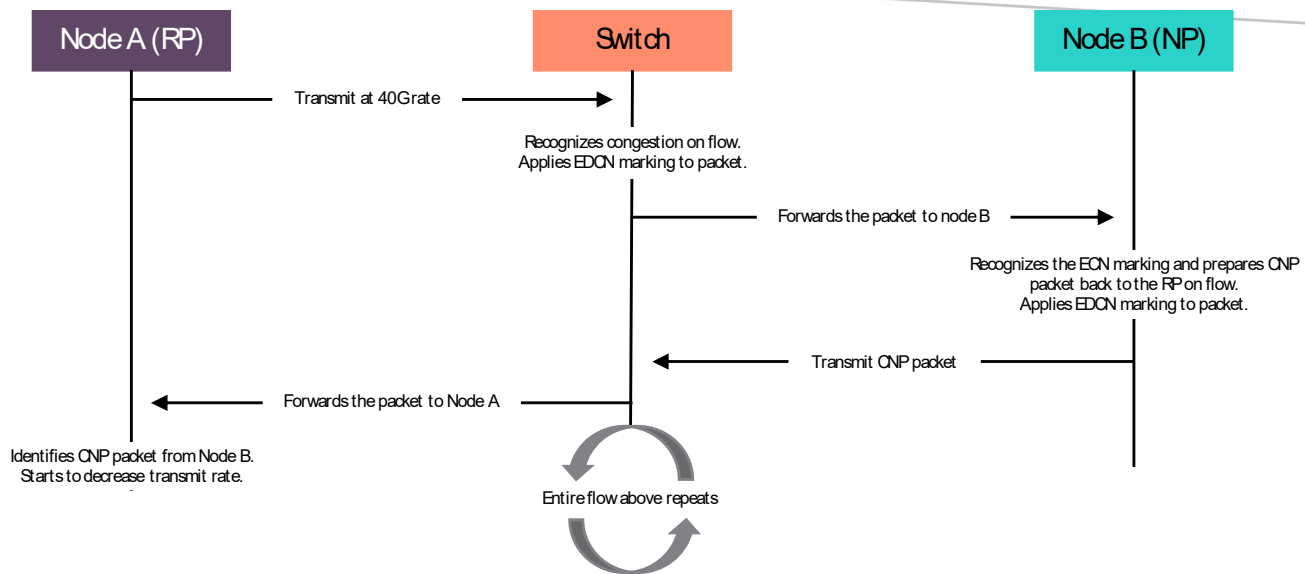 Node A (RP)
Switch
Node B (NP)
Transmit at 40G rate
Recognizes congestion on flow.
Applies EDCN marking to packet.
Forwards the packet to node B
Recognizes the ECN marking and prepares CNP
packet back to the RP on flow.
Applies EDCN marking to packet.
Transmit CNP packet
Forwards the packet to Node A
Identifies CNP packet from Node B.
Starts to decrease transmit rate.
Entire flow above repeats